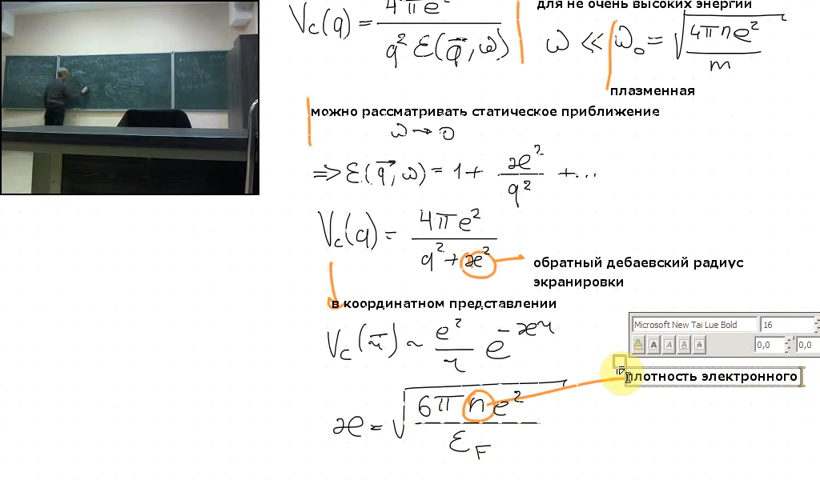 для не очень высоких энергий
V_c(q) = 4πe² / q² ε(q⃗, ω)
ω ≪ ω₀ = √(4πne² / m)
плазменная
можно рассматривать статическое приближение
ω → 0
⇒ ε(q⃗, ω) = 1 + æ²/q² + ...
V_c(q) = 4πe² / q² + æ²
обратный дебаевский радиус
экранировки
в координатном представлении
V_c(r⃗) ~ e²/r e^{-ær}
Microsoft New Tai Lue Bold 16
0,0 0,0
плотность электронного
æ = √(6πne² / ε_F)